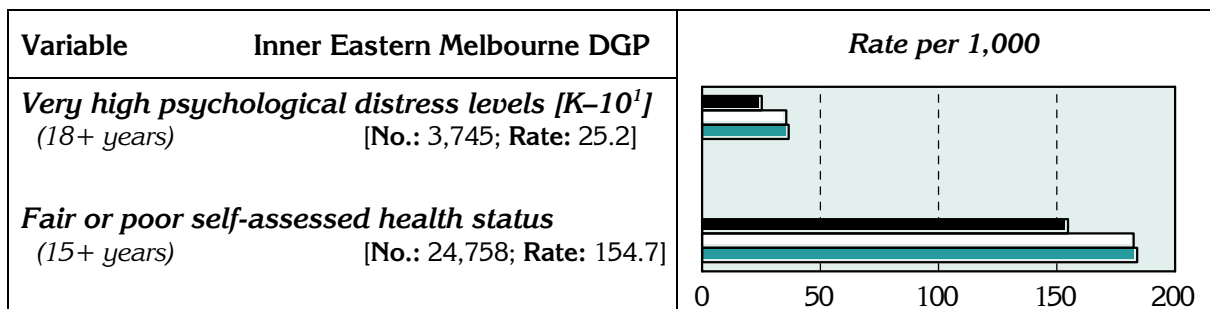 Variable Inner Eastern Melbourne DGP Rate per 1,000
Very high psychological distress levels [K–10¹]
(18+ years) [No.: 3,745; Rate: 25.2]
Fair or poor self-assessed health status
(15+ years) [No.: 24,758; Rate: 154.7]
0 50 100 150 200